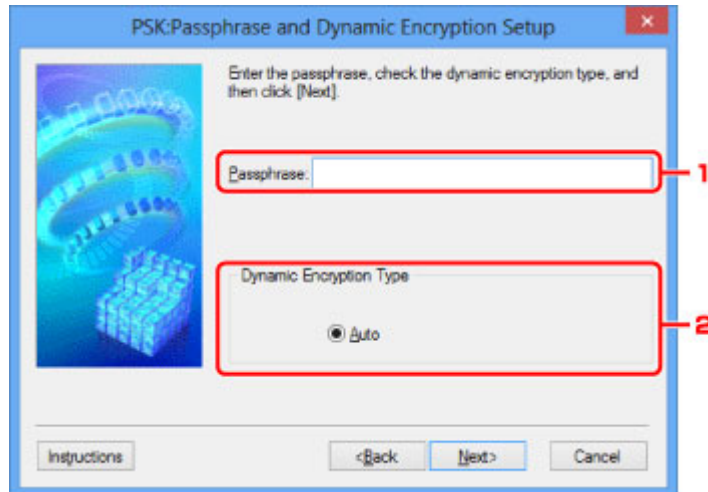 PSK:Passphrase and Dynamic Encryption Setup
Enter the passphrase, check the dynamic encryption type, and
then click [Next].
Passphrase:
1
Dynamic Encryption Type
Auto
2
Instructions
<Back
Next>
Cancel